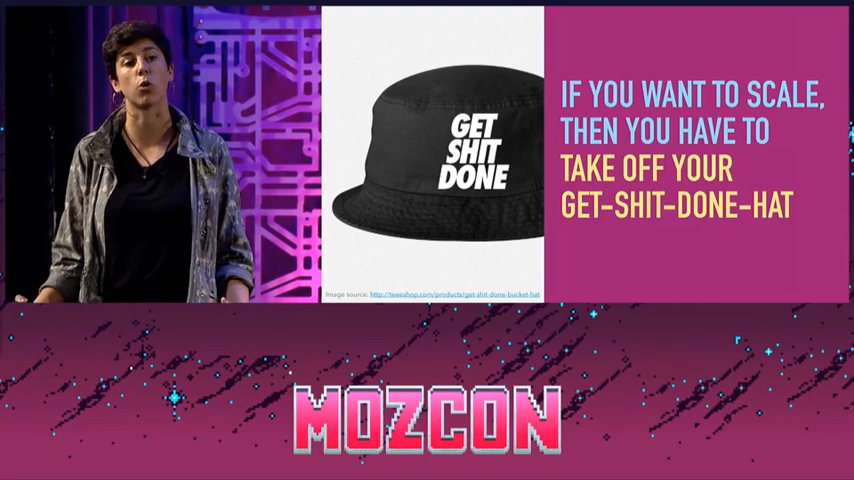 GET
SHIT
DONE
Image source: http://teeeshop.com/products/get-shit-done-bucket-hat
IF YOU WANT TO SCALE,
THEN YOU HAVE TO
TAKE OFF YOUR
GET-SHIT-DONE-HAT
MOZCON